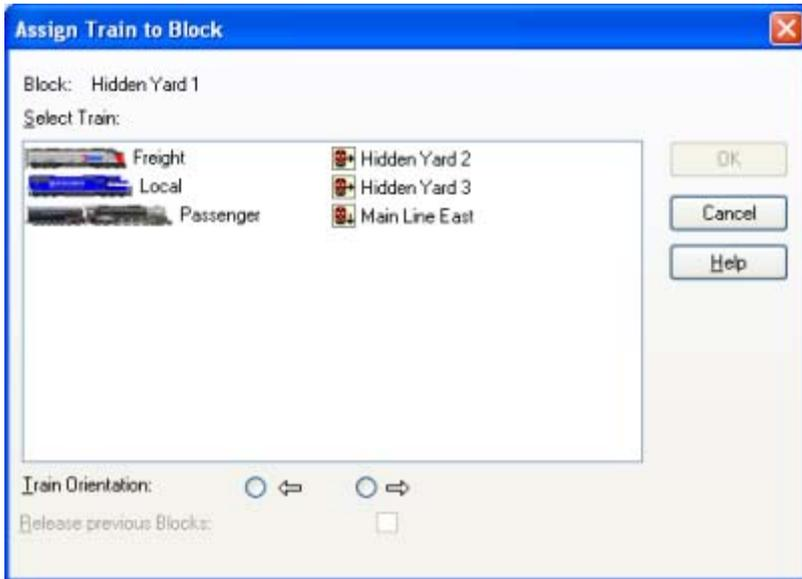 Assign Train to Block
Block: Hidden Yard 1
Select Train:
Freight Hidden Yard 2
Local Hidden Yard 3
Passenger Main Line East
OK
Cancel
Help
Train Orientation:
Release previous Blocks: